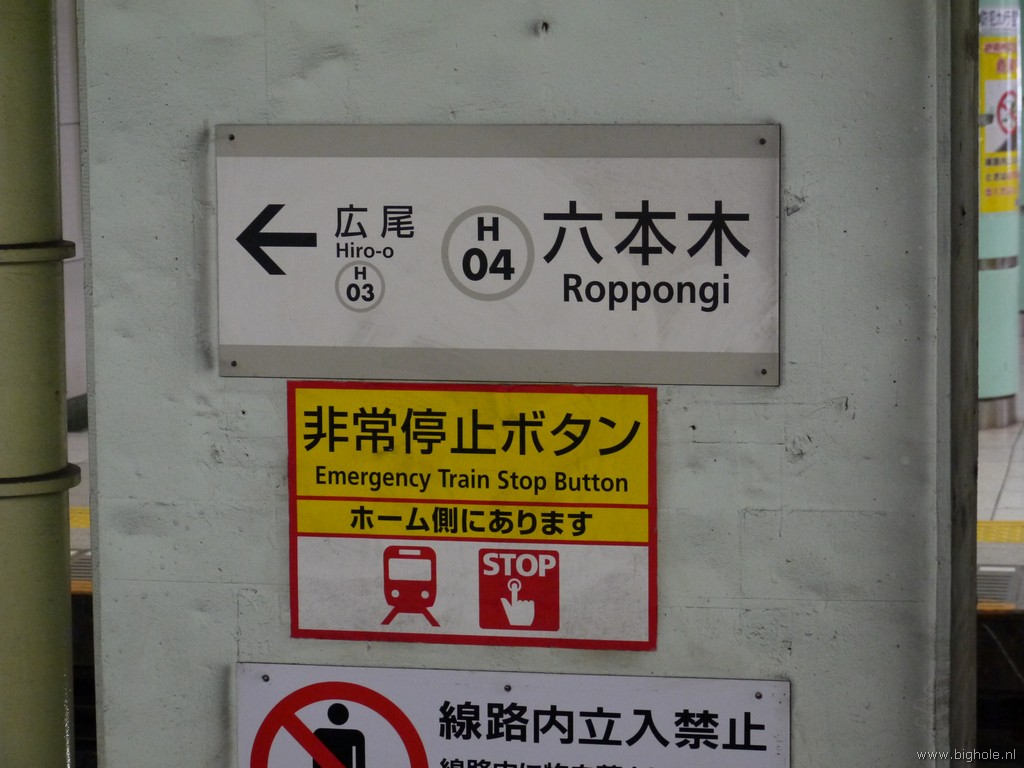 広尾
Hiro-o
H
03
H
04
六本木
Roppongi
非常停止ボタン
Emergency Train Stop Button
ホーム側にあります
STOP
線路内立入禁止
www.bighole.nl